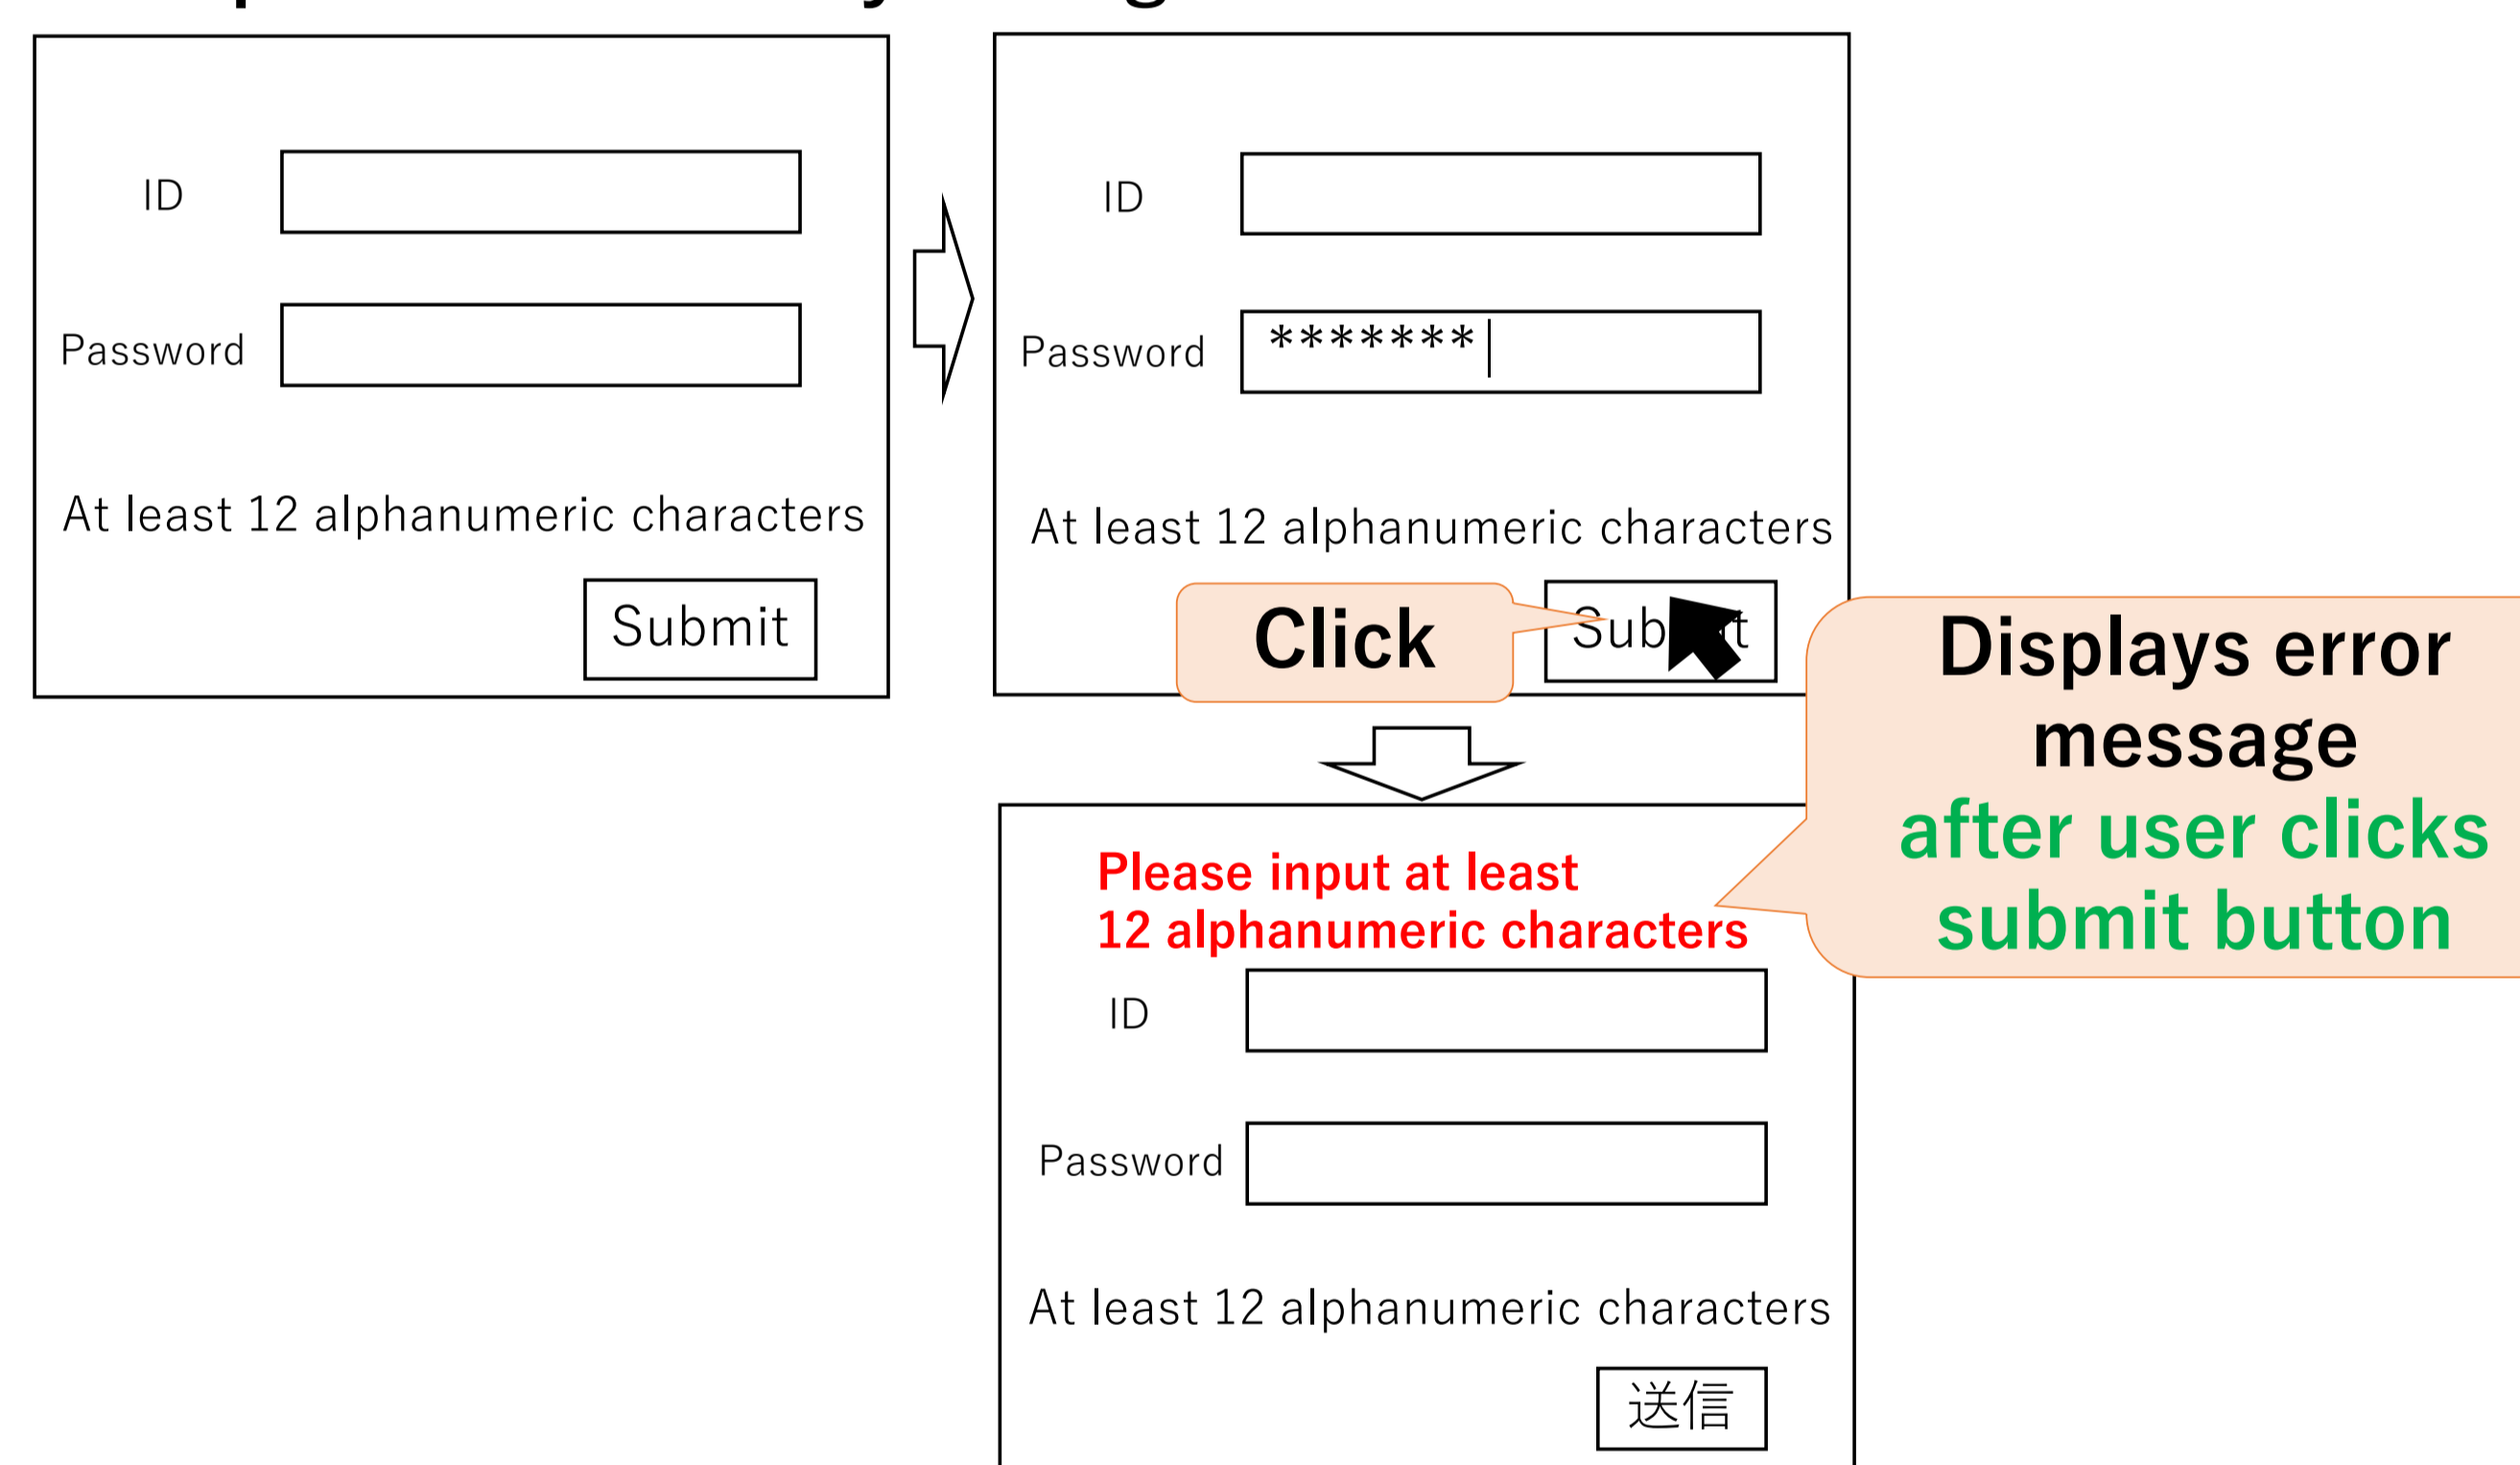 ID
Password
At least 12 alphanumeric characters
Submit
ID
Password
*******
At least 12 alphanumeric characters
Click
Displays error
message
after user clicks
submit button
Please input at least
12 alphanumeric characters
ID
Password
At least 12 alphanumeric characters
送信